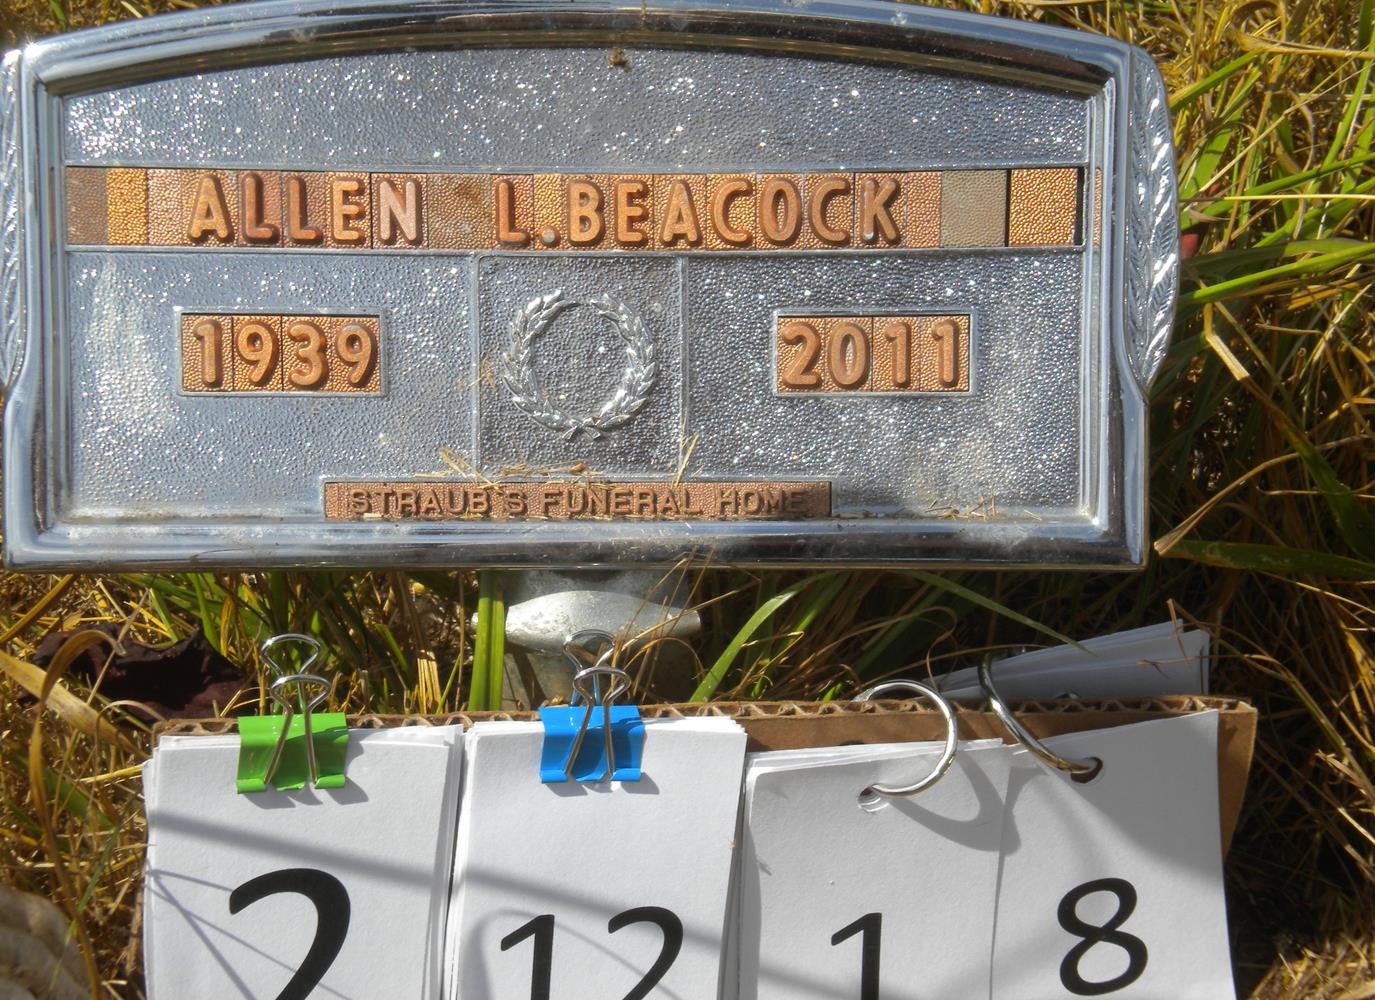 ALLEN L. BEACOCK
1939 2011
STRAUB'S FUNERAL HOME
2 12 1 8